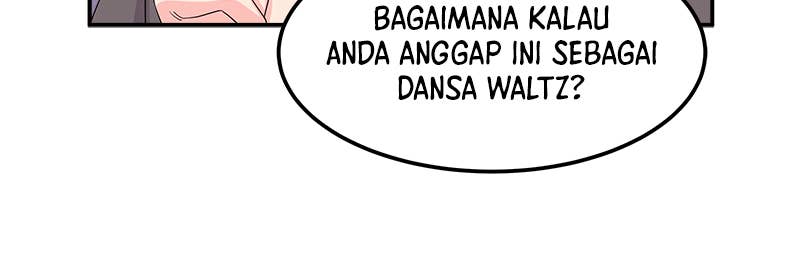 BAGAIMANA KALAU
ANDA ANGGAP INI SEBAGAI
DANSA WALTZ?